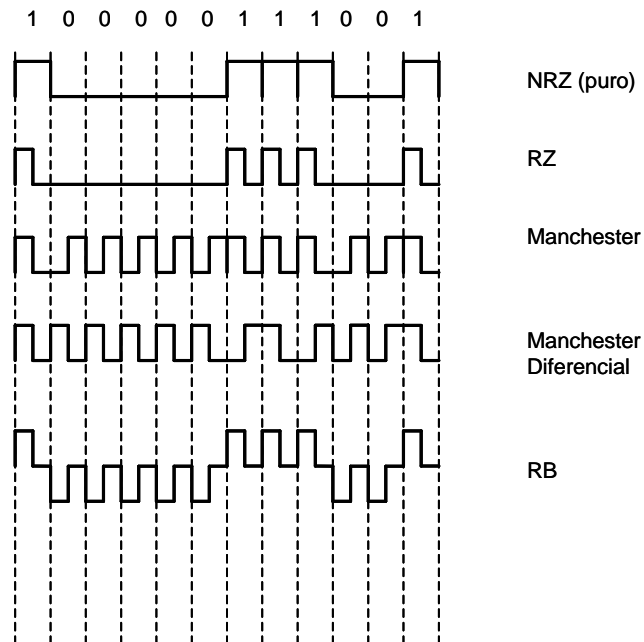 1 0 0 0 0 0 1 1 1 0 0 1
NRZ (puro)
RZ
Manchester
Manchester
Diferencial
RB